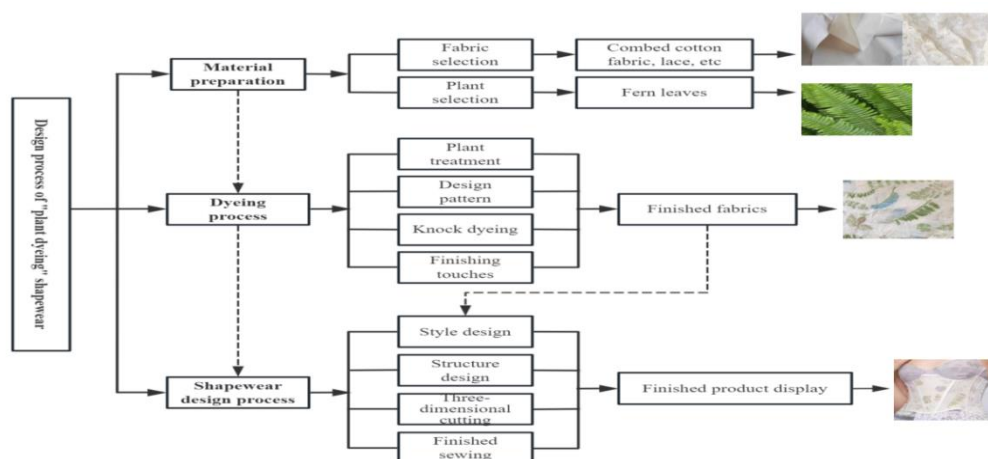 Design process of "plant dyeing" shapewear
Material
preparation
Fabric
selection
Combed cotton
fabric, lace, etc
Plant
selection
Fern leaves
Dyeing
process
Plant
treatment
Design
pattern
Knock dyeing
Finishing
touches
Finished fabrics
Shapewear
design process
Style design
Structure
design
Three-
dimensional
cutting
Finished
sewing
Finished product display